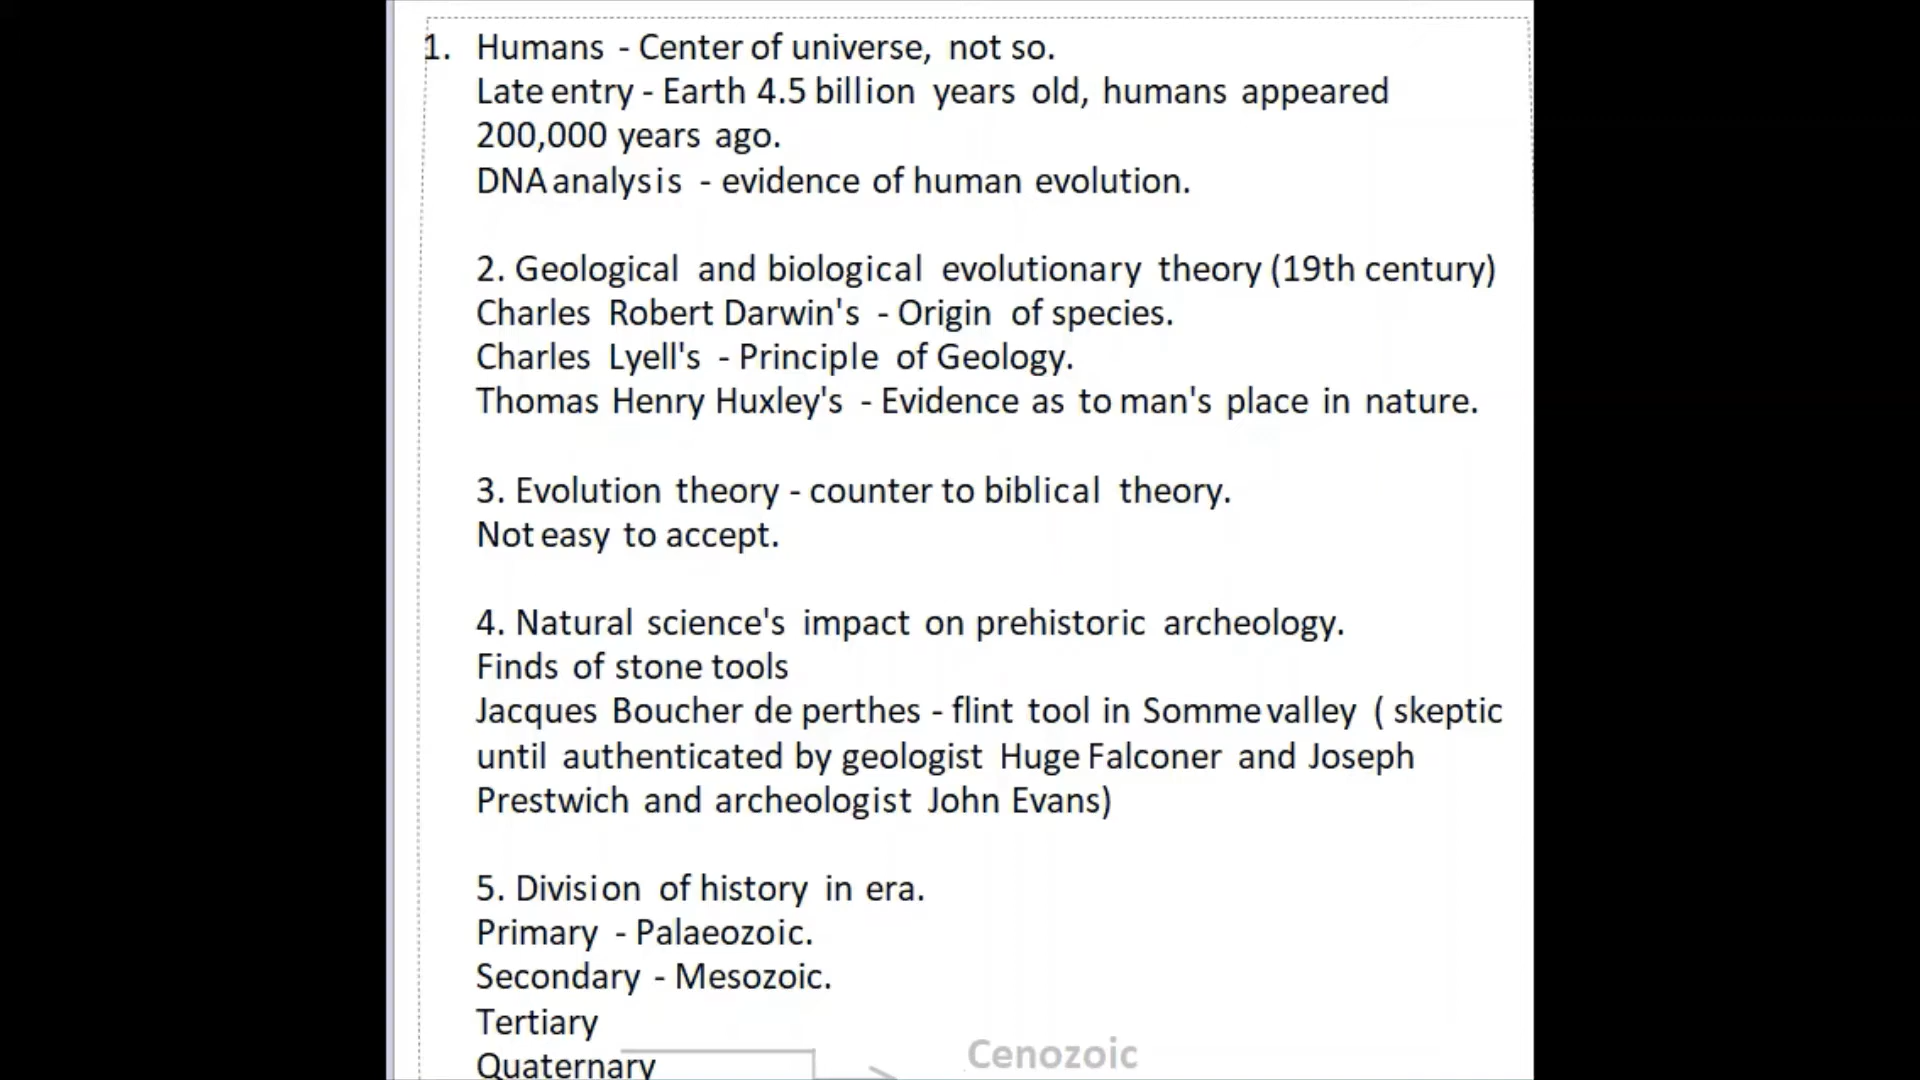 1. Humans - Center of universe, not so.
Late entry - Earth 4.5 billion years old, humans appeared
200,000 years ago.
DNA analysis - evidence of human evolution.
2. Geological and biological evolutionary theory (19th century)
Charles Robert Darwin's - Origin of species.
Charles Lyell's - Principle of Geology.
Thomas Henry Huxley's - Evidence as to man's place in nature.
3. Evolution theory - counter to biblical theory.
Not easy to accept.
4. Natural science's impact on prehistoric archeology.
Finds of stone tools
Jacques Boucher de perthes - flint tool in Somme valley ( skeptic
until authenticated by geologist Huge Falconer and Joseph
Prestwich and archeologist John Evans)
5. Division of history in era.
Primary - Palaeozoic.
Secondary - Mesozoic.
Tertiary
Quaternary
Cenozoic